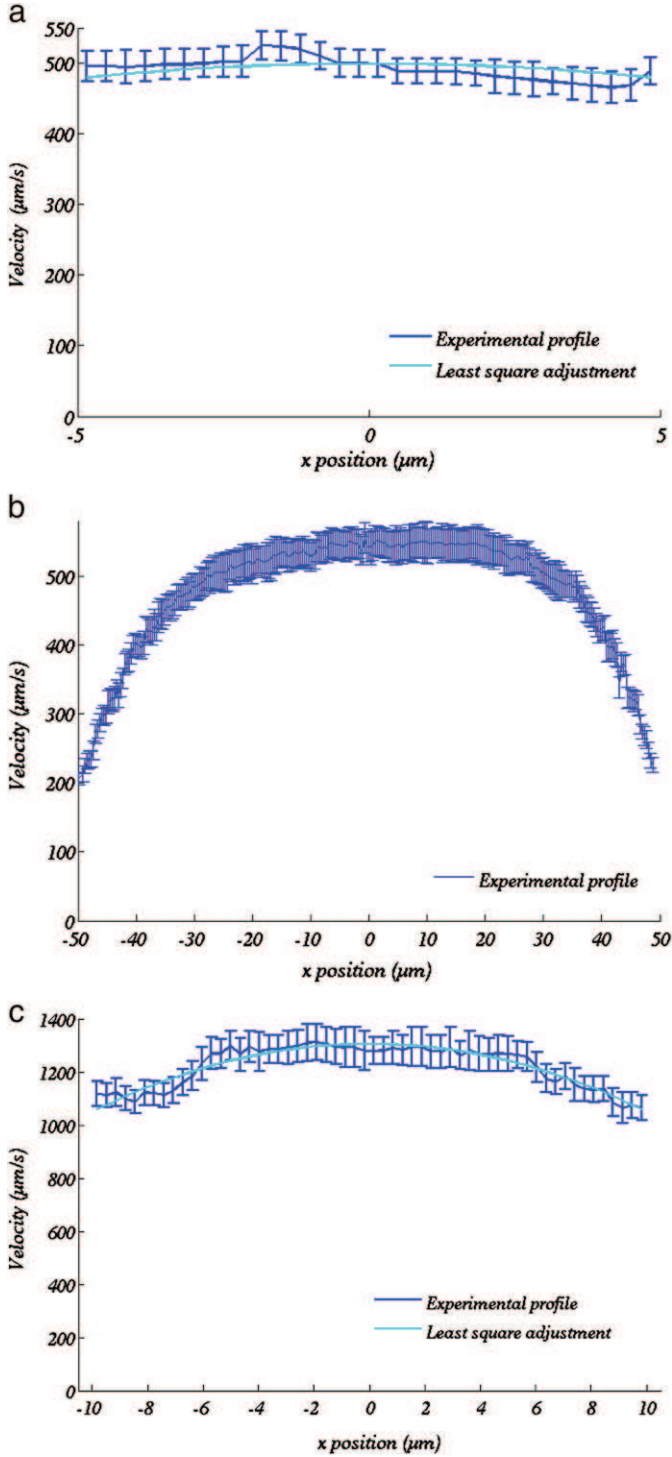 a
550
500
400
300
200
100
0
Velocity (µm/s)
Experimental profile
Least square adjustment
-5
0
5
x position (µm)
b
500
400
300
200
100
0
Velocity (µm/s)
Experimental profile
-50 -40 -30 -20 -10 0 10 20 30 40 50
x position (µm)
c
1400
1200
1000
800
600
400
200
0
Velocity (µm/s)
Experimental profile
Least square adjustment
-10 -8 -6 -4 -2 0 2 4 6 8 10
x position (µm)